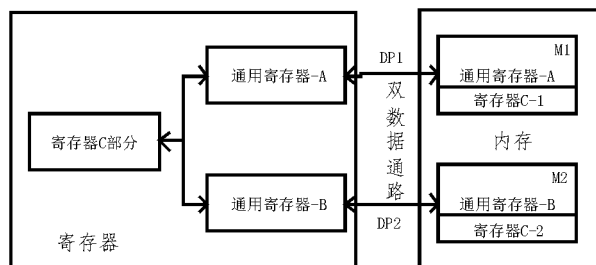 寄存器C部分
通用寄存器-A
通用寄存器-B
寄存器
DP1
双数据通路
DP2
M1
通用寄存器-A
寄存器C-1
内存
M2
通用寄存器-B
寄存器C-2